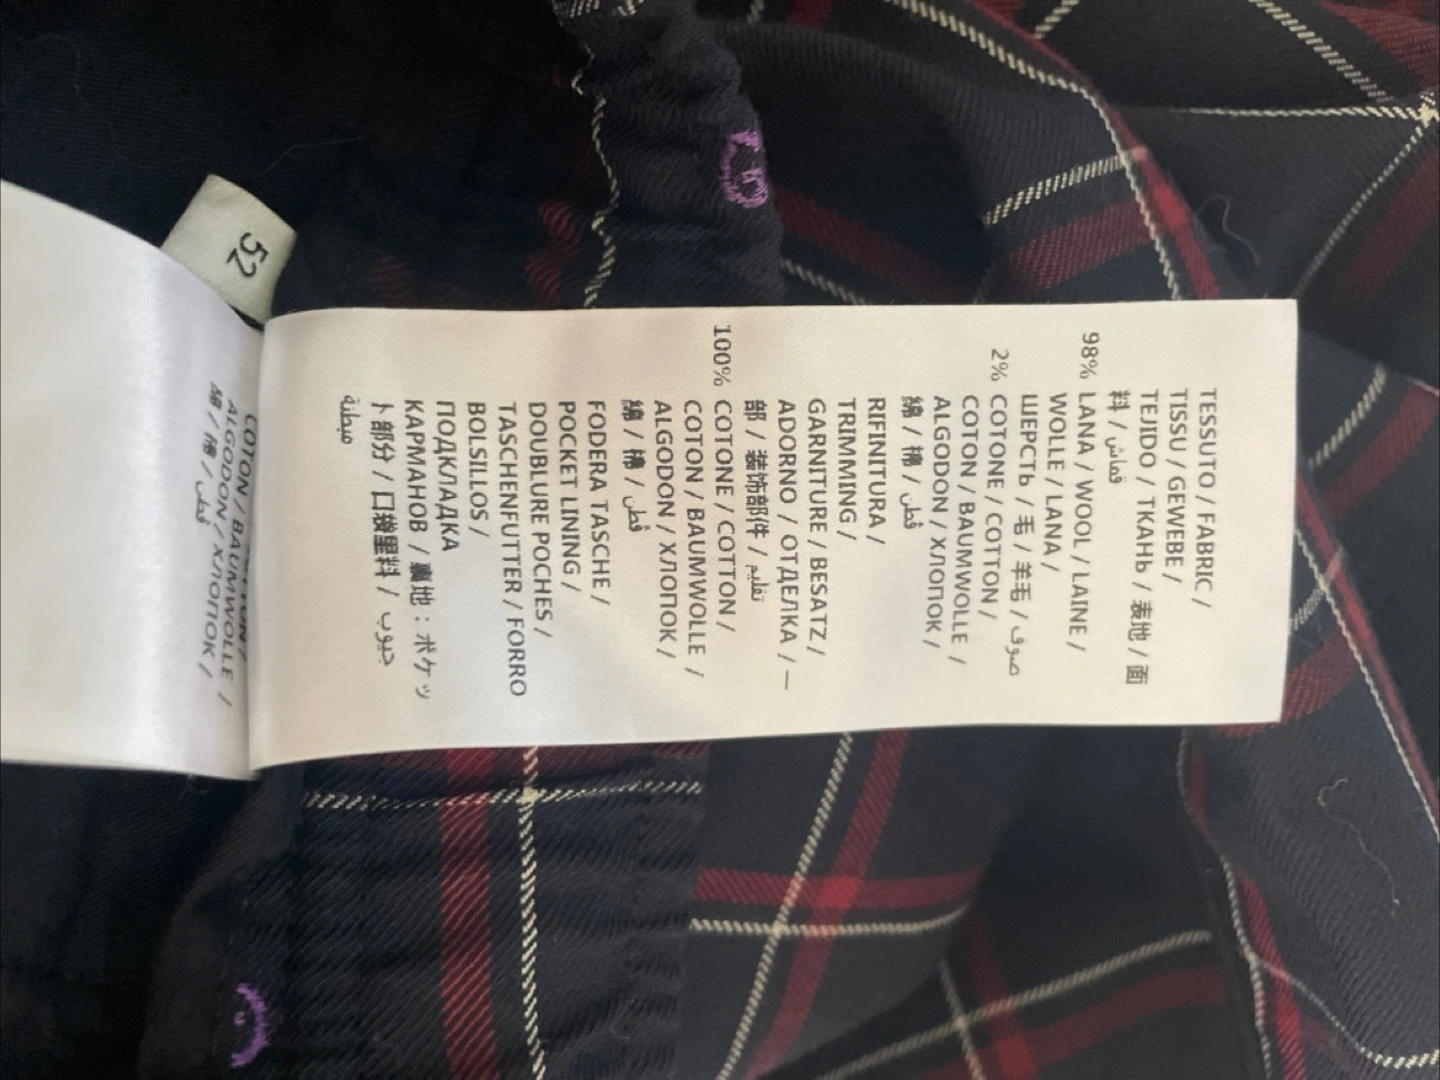 52
TESSUTO / FABRIC /
TISSU / GEWEBE /
TEJIDO / ТКАНЬ / 表地 / 面
料 / قماش
98% LANA / WOOL / LAINE /
WOLLE / LANA /
ШЕРСТЬ / 毛 / 羊毛 / صوف
2% COTONE / COTTON /
COTON / BAUMWOLLE /
ALGODON / ХЛОПОК /
綿 / 棉 / قطن
RIFINITURA /
TRIMMING /
GARNITURE / BESATZ /
ADORNO / ОТДЕЛКА / 一
部 / 装饰部件 / تقليم
100% COTONE / COTTON /
COTON / BAUMWOLLE /
ALGODON / ХЛОПОК /
綿 / 棉 / قطن
FODERA TASCHE /
POCKET LINING /
DOUBLURE POCHES /
TASCHENFUTTER / FORRO
BOLSILLOS /
ПОДКЛАДКА
КАРМАНОВ / 裏地 : ポケッ
ト部分 / 口袋里料 / جيوب
مبطنة
COTON / BAUMWOLLE /
ALGODON / ХЛОПОК /
綿 / 棉 / قطن